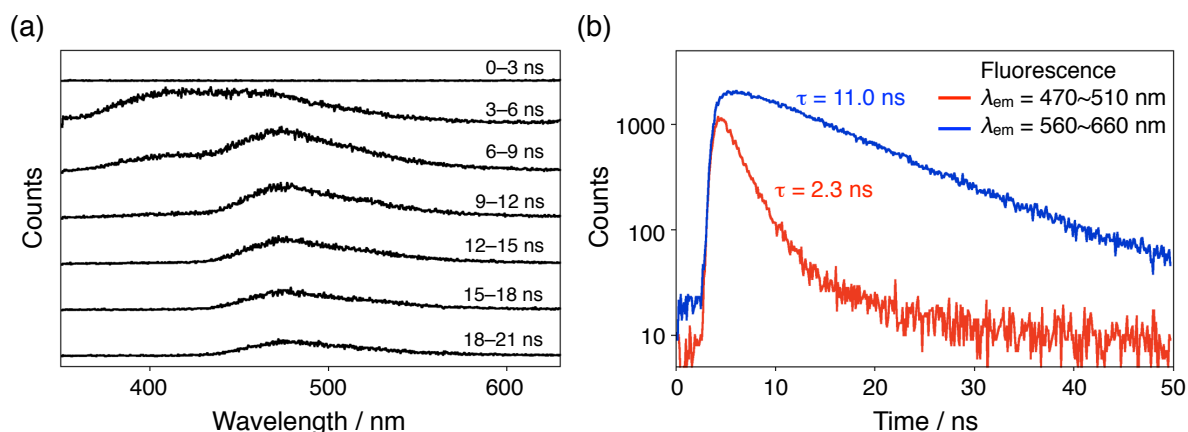 (a)
Counts
0–3 ns
3–6 ns
6–9 ns
9–12 ns
12–15 ns
15–18 ns
18–21 ns
400
500
600
Wavelength / nm
(b)
Counts
1000
100
10
Fluorescence
λem = 470~510 nm
λem = 560~660 nm
τ = 11.0 ns
τ = 2.3 ns
0
10
20
30
40
50
Time / ns